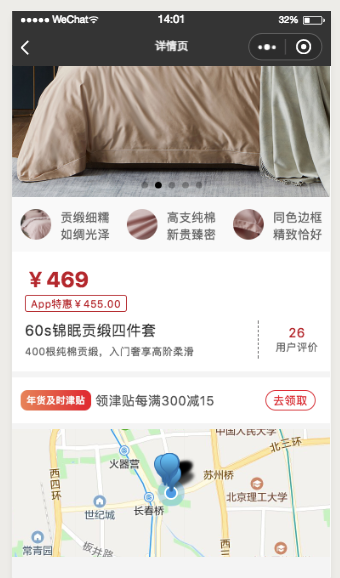 WeChat
14:01
32%
详情页
贡缎细糯
如绸光泽
高支纯棉
新贵臻密
同色边框
精致恰好
￥469
App特惠￥455.00
60s锦眠贡缎四件套
400根纯棉贡缎，入门奢享高阶柔滑
26
用户评价
年货及时津贴
领津贴每满300减15
去领取
中国人民大学
北三环
火器营
西四环
苏州桥
北京理工大学
世纪城
长春桥
板井路
常青园
西三环